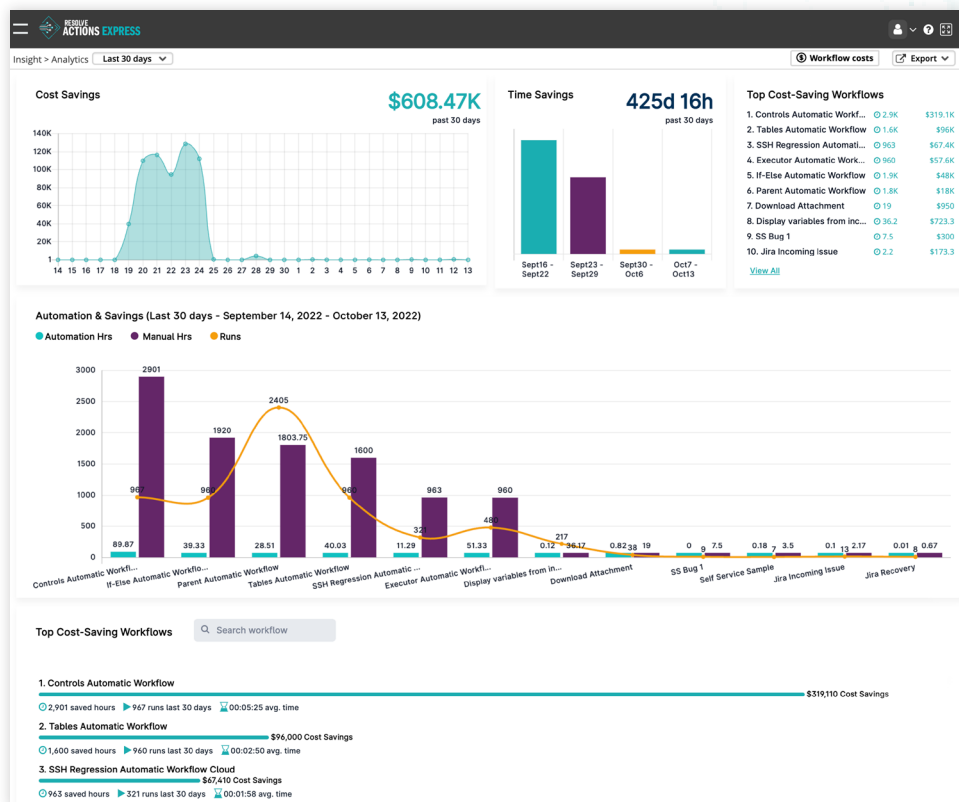 RESOLVE
ACTIONS EXPRESS
Insight > Analytics
Last 30 days
Workflow costs
Export
Cost Savings
$608.47K
past 30 days
140K
120K
100K
80K
60K
40K
20K
1
14 15 16 17 18 19 20 21 22 23 24 25 26 27 28 29 30 1 2 3 4 5 6 7 8 9 10 11 12 13
Time Savings
425d 16h
past 30 days
Sept16 - Sept23 - Sept30 - Oct7 -
Sept22 Sept29 Oct6 Oct13
Top Cost-Saving Workflows
1. Controls Automatic Workf... 2.9K $319.1K
2. Tables Automatic Workflow 1.6K $96K
3. SSH Regression Automati... 963 $67.4K
4. Executor Automatic Work... 960 $57.6K
5. If-Else Automatic Workflow 1.9K $48K
6. Parent Automatic Workflow 1.8K $18K
7. Download Attachment 19 $950
8. Display variables from inc... 36.2 $723.3
9. SS Bug 1 7.5 $300
10. Jira Incoming Issue 2.2 $173.3
View All
Automation & Savings (Last 30 days - September 14, 2022 - October 13, 2022)
Automation Hrs Manual Hrs Runs
3000
2500
2000
1500
1000
500
0
2901
2405
1920
1803.75
1600
967 960 960 963 960
321 480
217
89.87 39.33 28.51 40.03 11.29 51.33 0.12 36.17 0.82 38 19 0 9 7.5 0.18 7 3.5 0.1 13 2.17 0.01 8 0.67
Controls Automatic Workfl...
If-Else Automatic Workflo...
Parent Automatic Workflow
Tables Automatic Workflow
SSH Regression Automatic ...
Executor Automatic Workfl...
Display variables from in...
Download Attachment
SS Bug 1
Self Service Sample
Jira Incoming Issue
Jira Recovery
Top Cost-Saving Workflows
Search workflow
1. Controls Automatic Workflow
$319,110 Cost Savings
2,901 saved hours 967 runs last 30 days 00:05:25 avg. time
2. Tables Automatic Workflow
$96,000 Cost Savings
1,600 saved hours 960 runs last 30 days 00:02:50 avg. time
3. SSH Regression Automatic Workflow Cloud
$67,410 Cost Savings
963 saved hours 321 runs last 30 days 00:01:58 avg. time